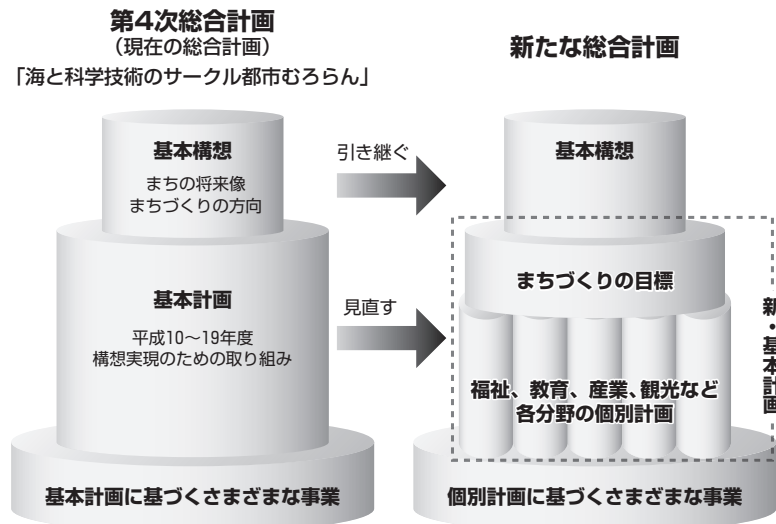 第4次総合計画
（現在の総合計画）
「海と科学技術のサークル都市むろらん」
基本構想
まちの将来像
まちづくりの方向
基本計画
平成10～19年度
構想実現のための取り組み
基本計画に基づくさまざまな事業
引き継ぐ
見直す
新たな総合計画
基本構想
まちづくりの目標
福祉、教育、産業、観光など
各分野の個別計画
個別計画に基づくさまざまな事業
新・基本計画